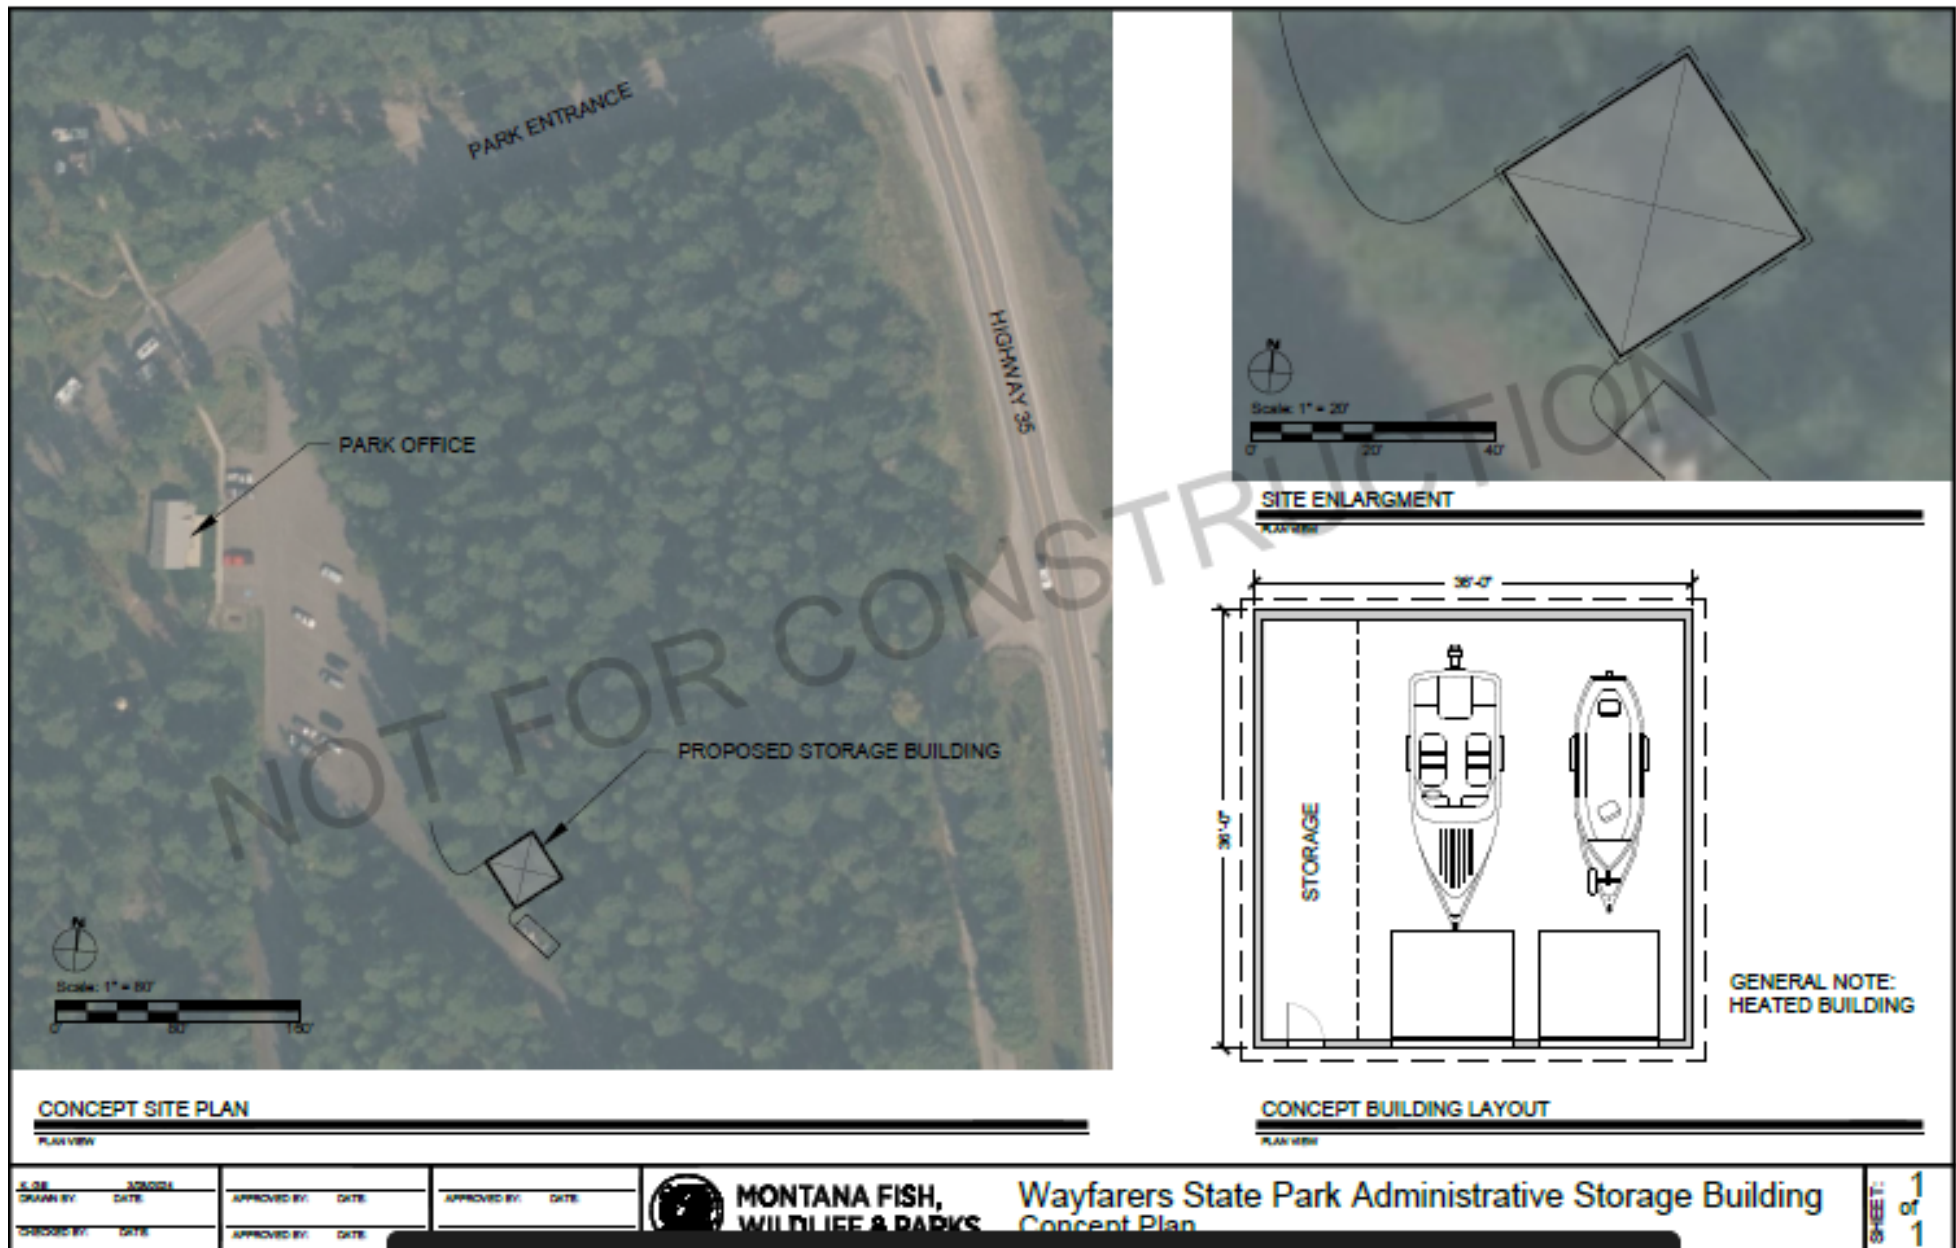 PARK ENTRANCE
HIGHWAY 35
PARK OFFICE
PROPOSED STORAGE BUILDING
N
Scale: 1" = 80'
0' 80' 160'
CONCEPT SITE PLAN
PLAN VIEW
N
Scale: 1" = 20'
0' 20' 40'
SITE ENLARGMENT
PLAN VIEW
36'-0"
36'-0"
STORAGE
GENERAL NOTE:
HEATED BUILDING
CONCEPT BUILDING LAYOUT
PLAN VIEW
NOT FOR CONSTRUCTION
DRAWN BY: DATE:
CHECKED BY: DATE:
APPROVED BY: DATE:
APPROVED BY: DATE:
APPROVED BY: DATE:
MONTANA FISH,
WILDLIFE & PARKS
Wayfarers State Park Administrative Storage Building
Concept Plan
SHEET:
1
of
1